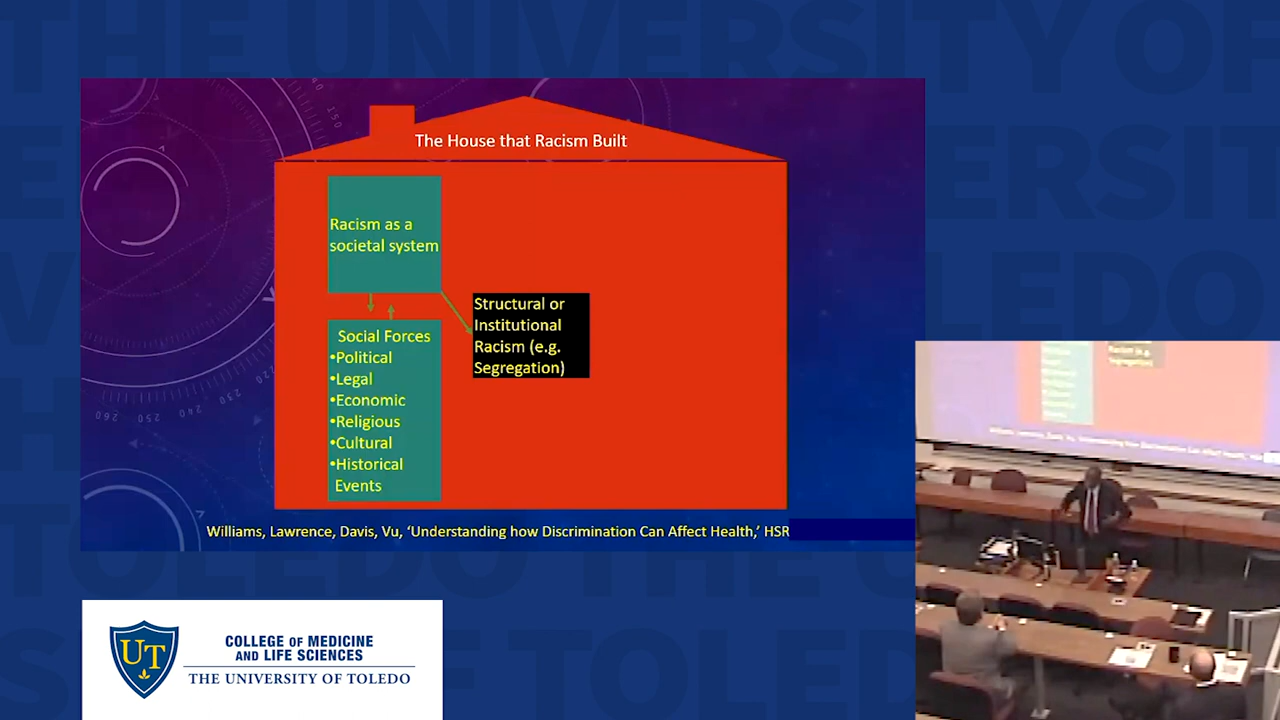 The House that Racism Built
Racism as a
societal system
Structural or
Institutional
Racism (e.g.
Segregation)
Social Forces
•Political
•Legal
•Economic
•Religious
•Cultural
•Historical
Events
Williams, Lawrence, Davis, Vu, ‘Understanding how Discrimination Can Affect Health,’ HSR
UT
COLLEGE OF MEDICINE
AND LIFE SCIENCES
THE UNIVERSITY OF TOLEDO